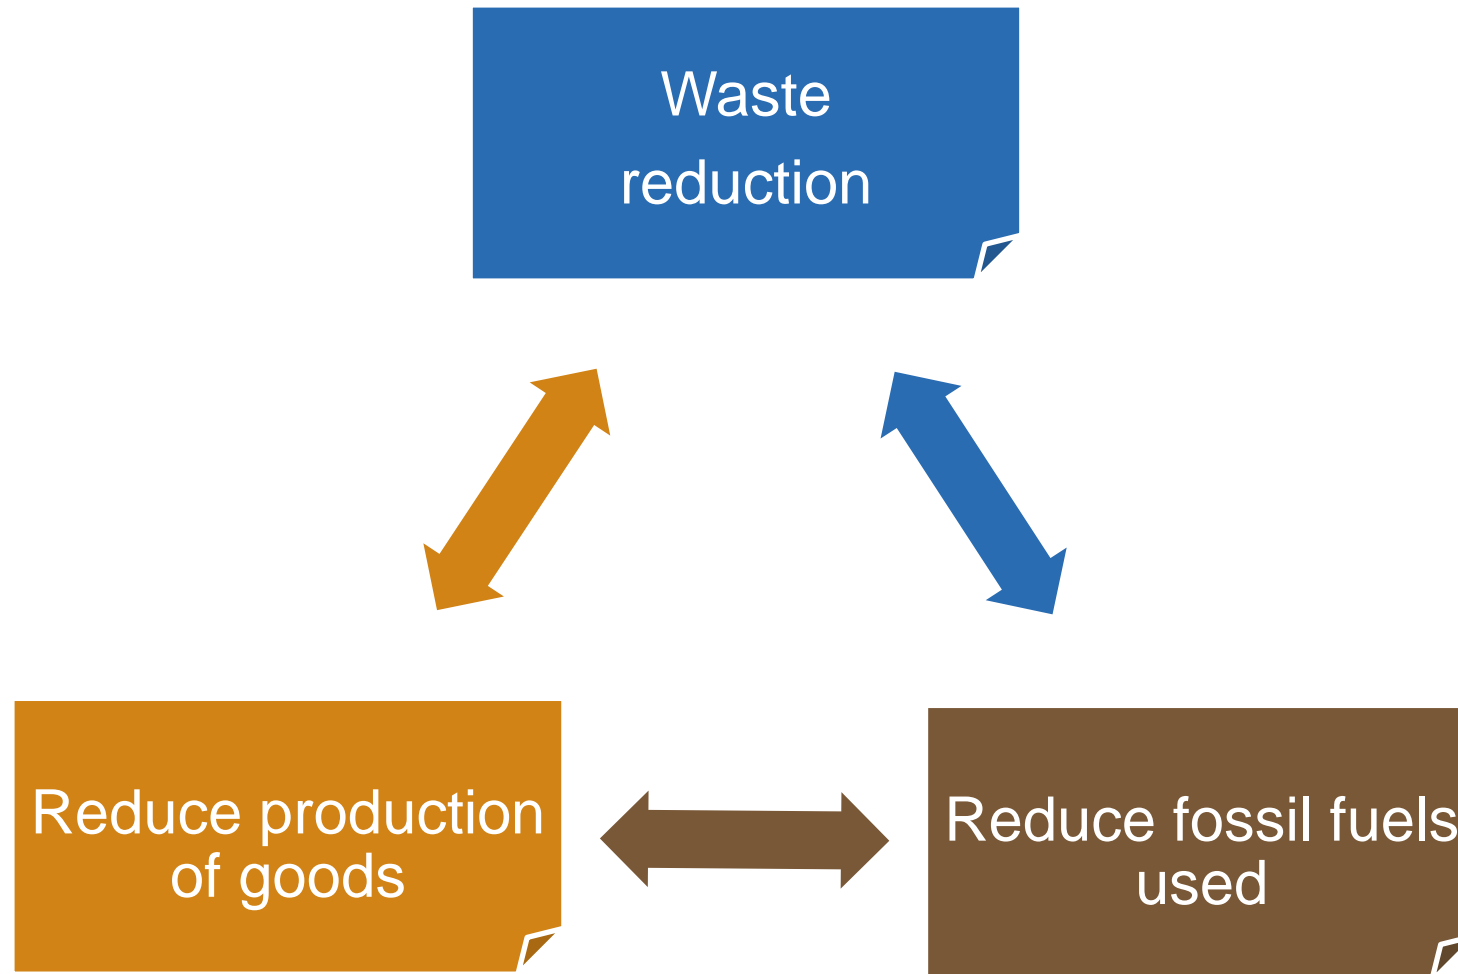 Waste
reduction
Reduce production
of goods
Reduce fossil fuels
used